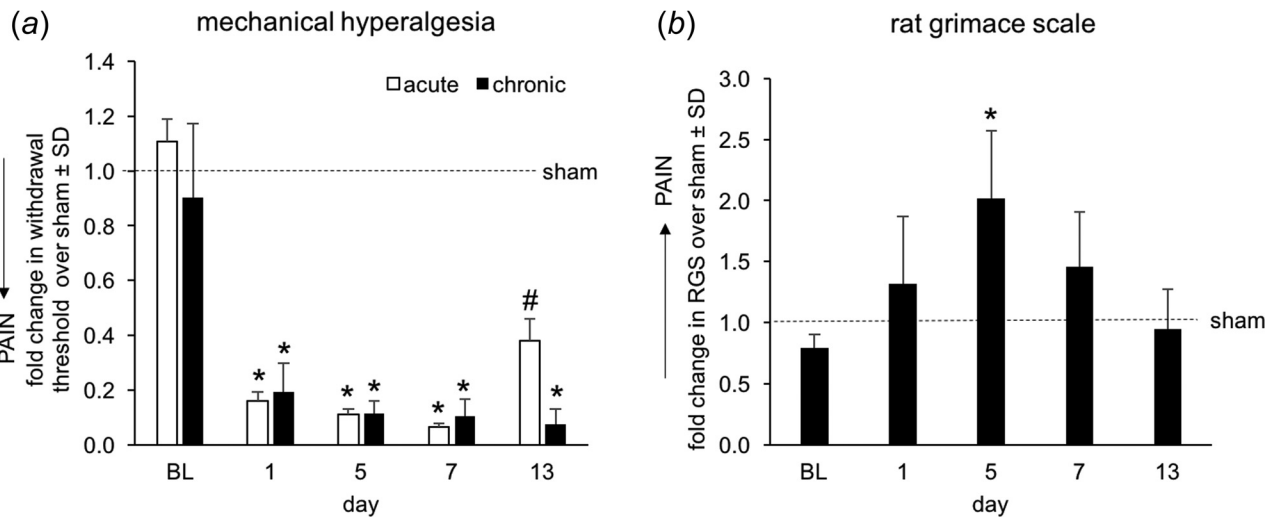 (a)
mechanical hyperalgesia
PAIN
fold change in withdrawal
threshold over sham ± SD
1.4
1.2
1.0
0.8
0.6
0.4
0.2
0.0
acute chronic
sham
* * * * * * # *
BL 1 5 7 13
day
(b)
rat grimace scale
PAIN
fold change in RGS over sham ± SD
3.0
2.5
2.0
1.5
1.0
0.5
0.0
*
sham
BL 1 5 7 13
day